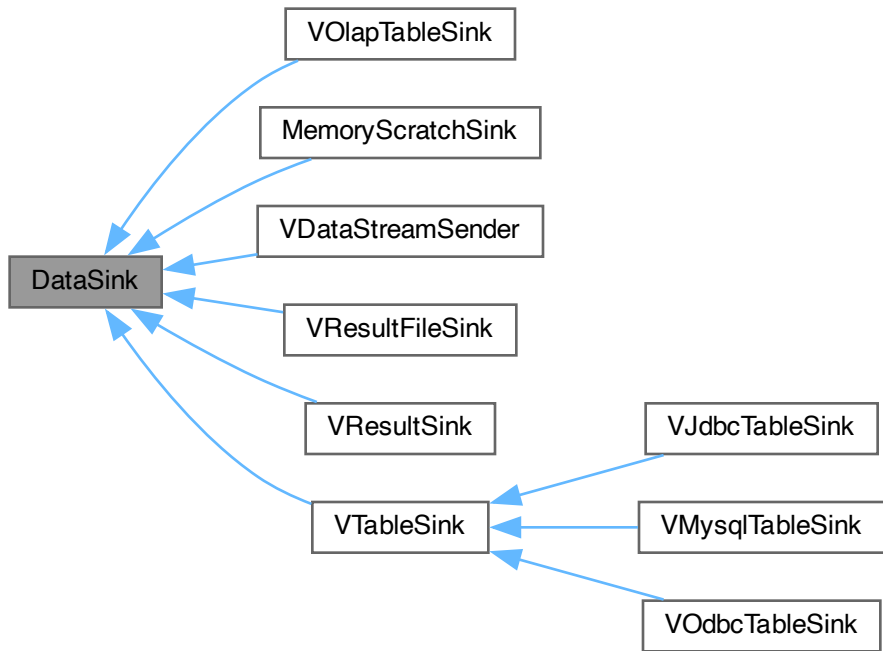 VOlapTableSink
MemoryScratchSink
VDataStreamSender
DataSink
VResultFileSink
VResultSink
VJdbcTableSink
VTableSink
VMysqlTableSink
VOdbcTableSink